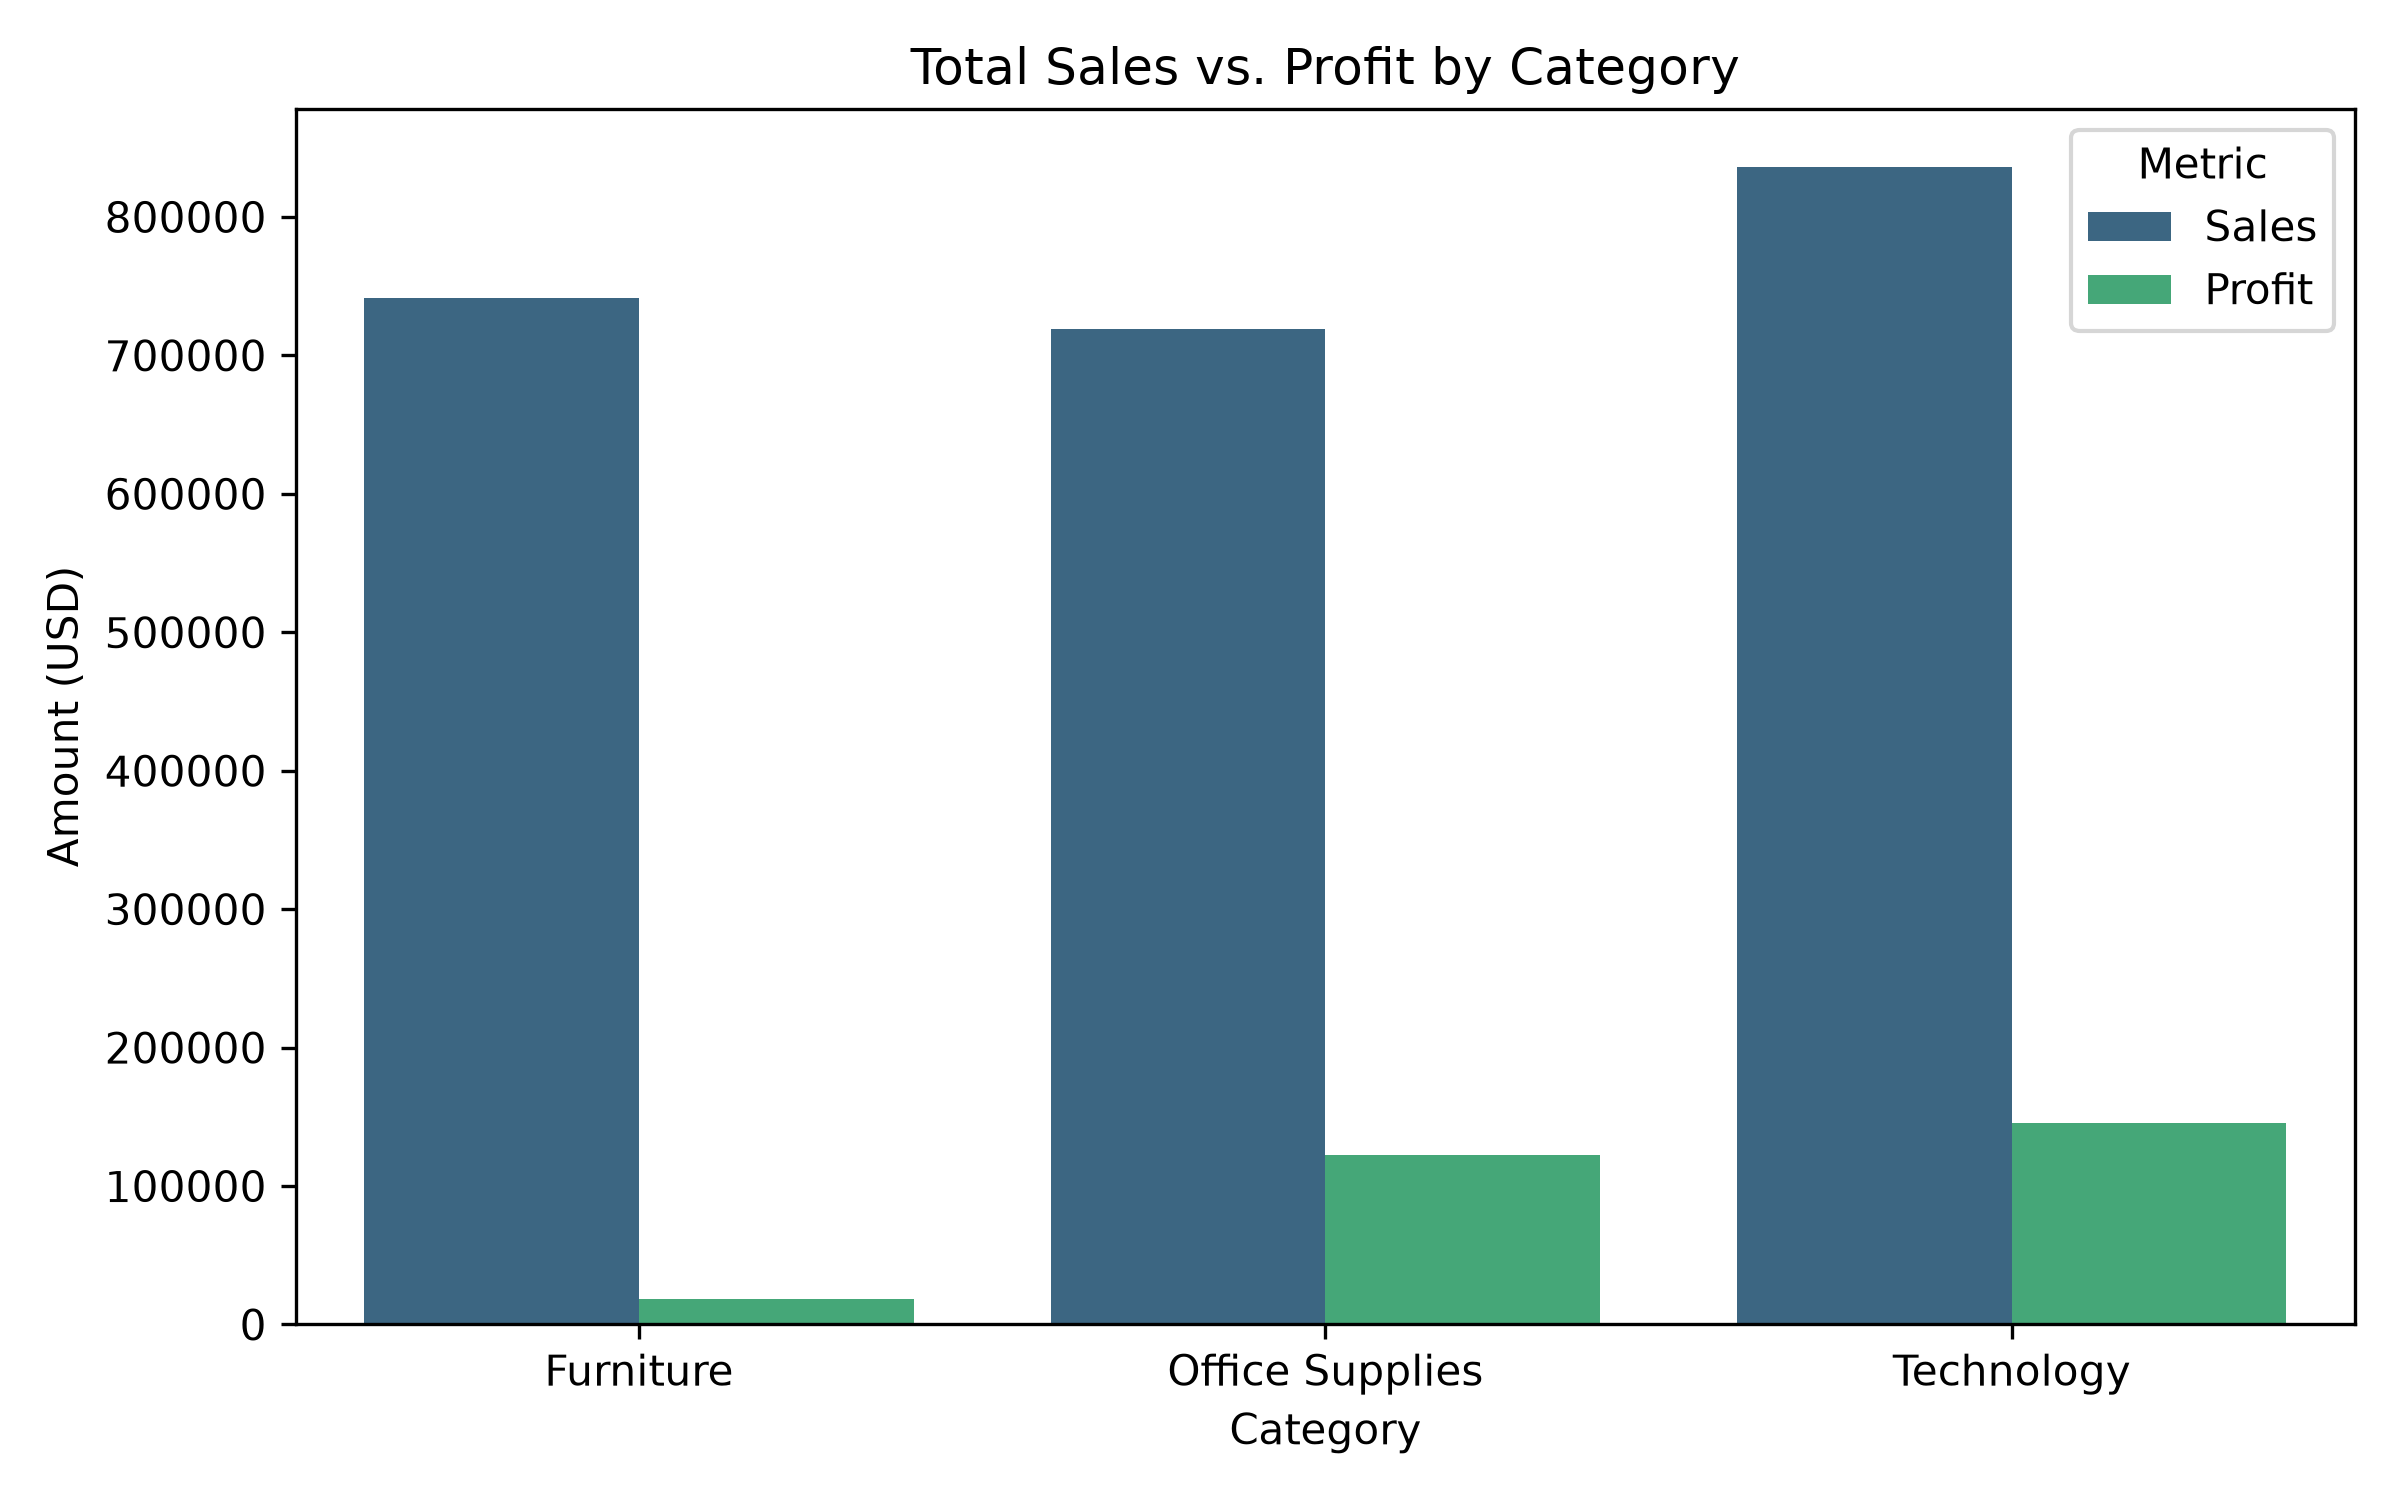 Total Sales vs. Profit by Category
Metric
Sales
Profit
Amount (USD)
800000
700000
600000
500000
400000
300000
200000
100000
0
Furniture
Office Supplies
Technology
Category